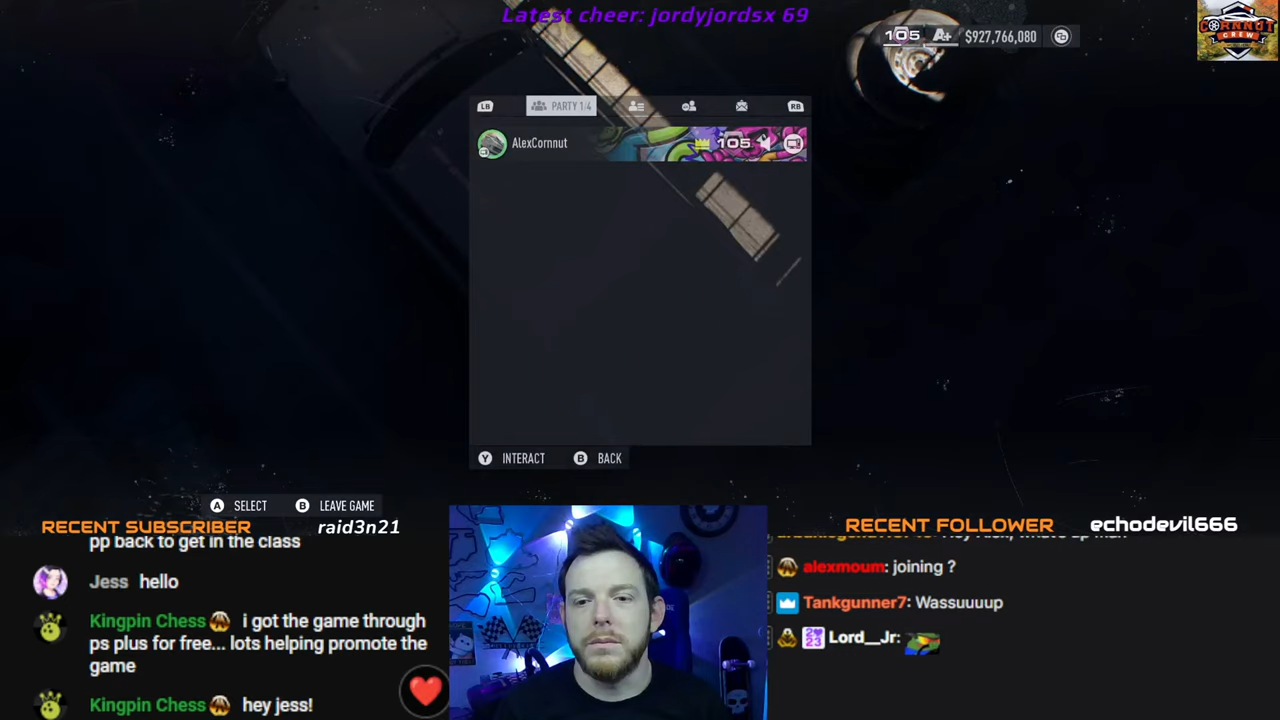 Latest cheer: jordyjordsx 69
105 A+ $927,766,080
CORNNUT
CREW
LB PARTY 1/4 RB
AlexCornnut 105
Y INTERACT B BACK
A SELECT B LEAVE GAME
RECENT SUBSCRIBER raid3n21
pp back to get in the class
Jess hello
Kingpin Chess i got the game through
ps plus for free... lots helping promote the
game
Kingpin Chess hey jess!
RECENT FOLLOWER echodevil666
alexmoum: joining ?
Tankgunner7: Wassuuuup
Lord__Jr: